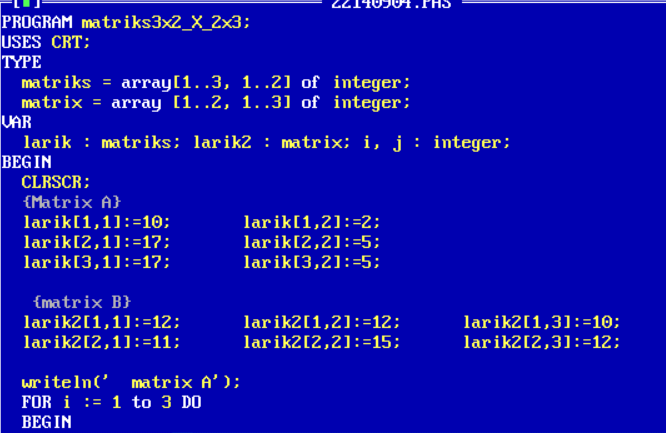 [ ] 22140904.PAS
PROGRAM matriks3x2_X_2x3;
USES CRT;
TYPE
matriks = array[1..3, 1..2] of integer;
matrix = array [1..2, 1..3] of integer;
VAR
larik : matriks; larik2 : matrix; i, j : integer;
BEGIN
CLRSCR;
{Matrix A}
larik[1,1]:=10; larik[1,2]:=2;
larik[2,1]:=17; larik[2,2]:=5;
larik[3,1]:=17; larik[3,2]:=5;
{matrix B}
larik2[1,1]:=12; larik2[1,2]:=12; larik2[1,3]:=10;
larik2[2,1]:=11; larik2[2,2]:=15; larik2[2,3]:=12;
writeln('  matrix A');
FOR i := 1 to 3 DO
BEGIN